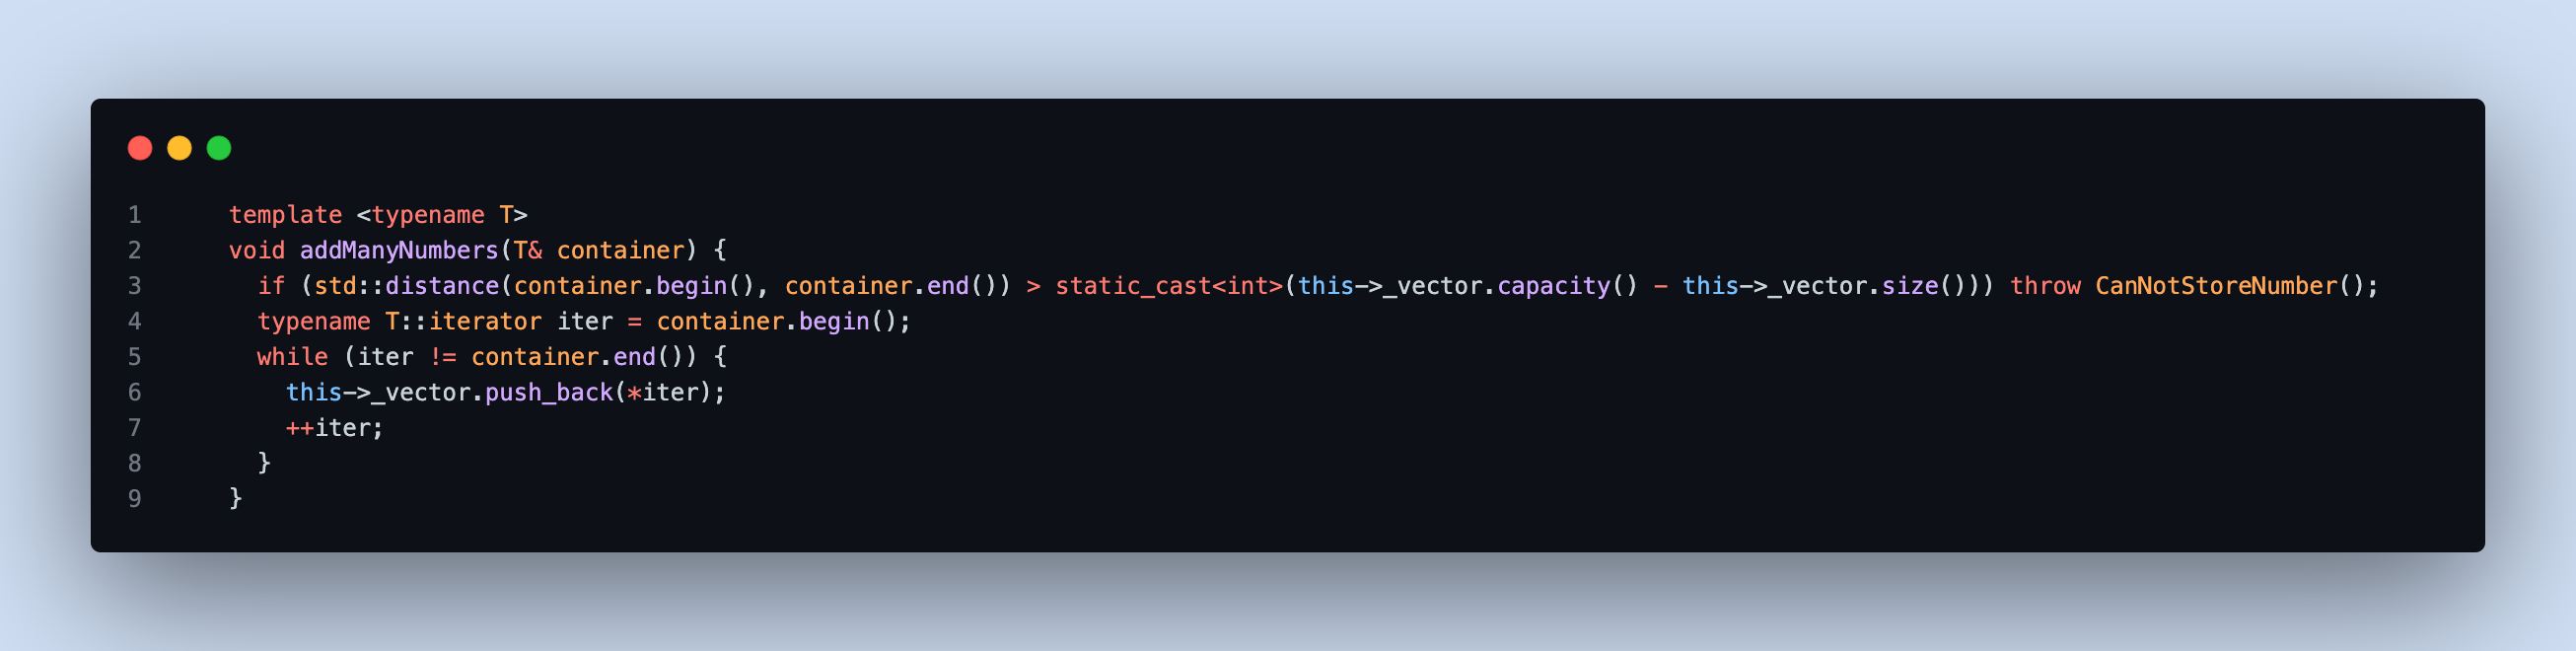 1 template <typename T>
2 void addManyNumbers(T& container) {
3 if (std::distance(container.begin(), container.end()) > static_cast<int>(this->_vector.capacity() - this->_vector.size())) throw CanNotStoreNumber();
4 typename T::iterator iter = container.begin();
5 while (iter != container.end()) {
6 this->_vector.push_back(*iter);
7 ++iter;
8 }
9 }